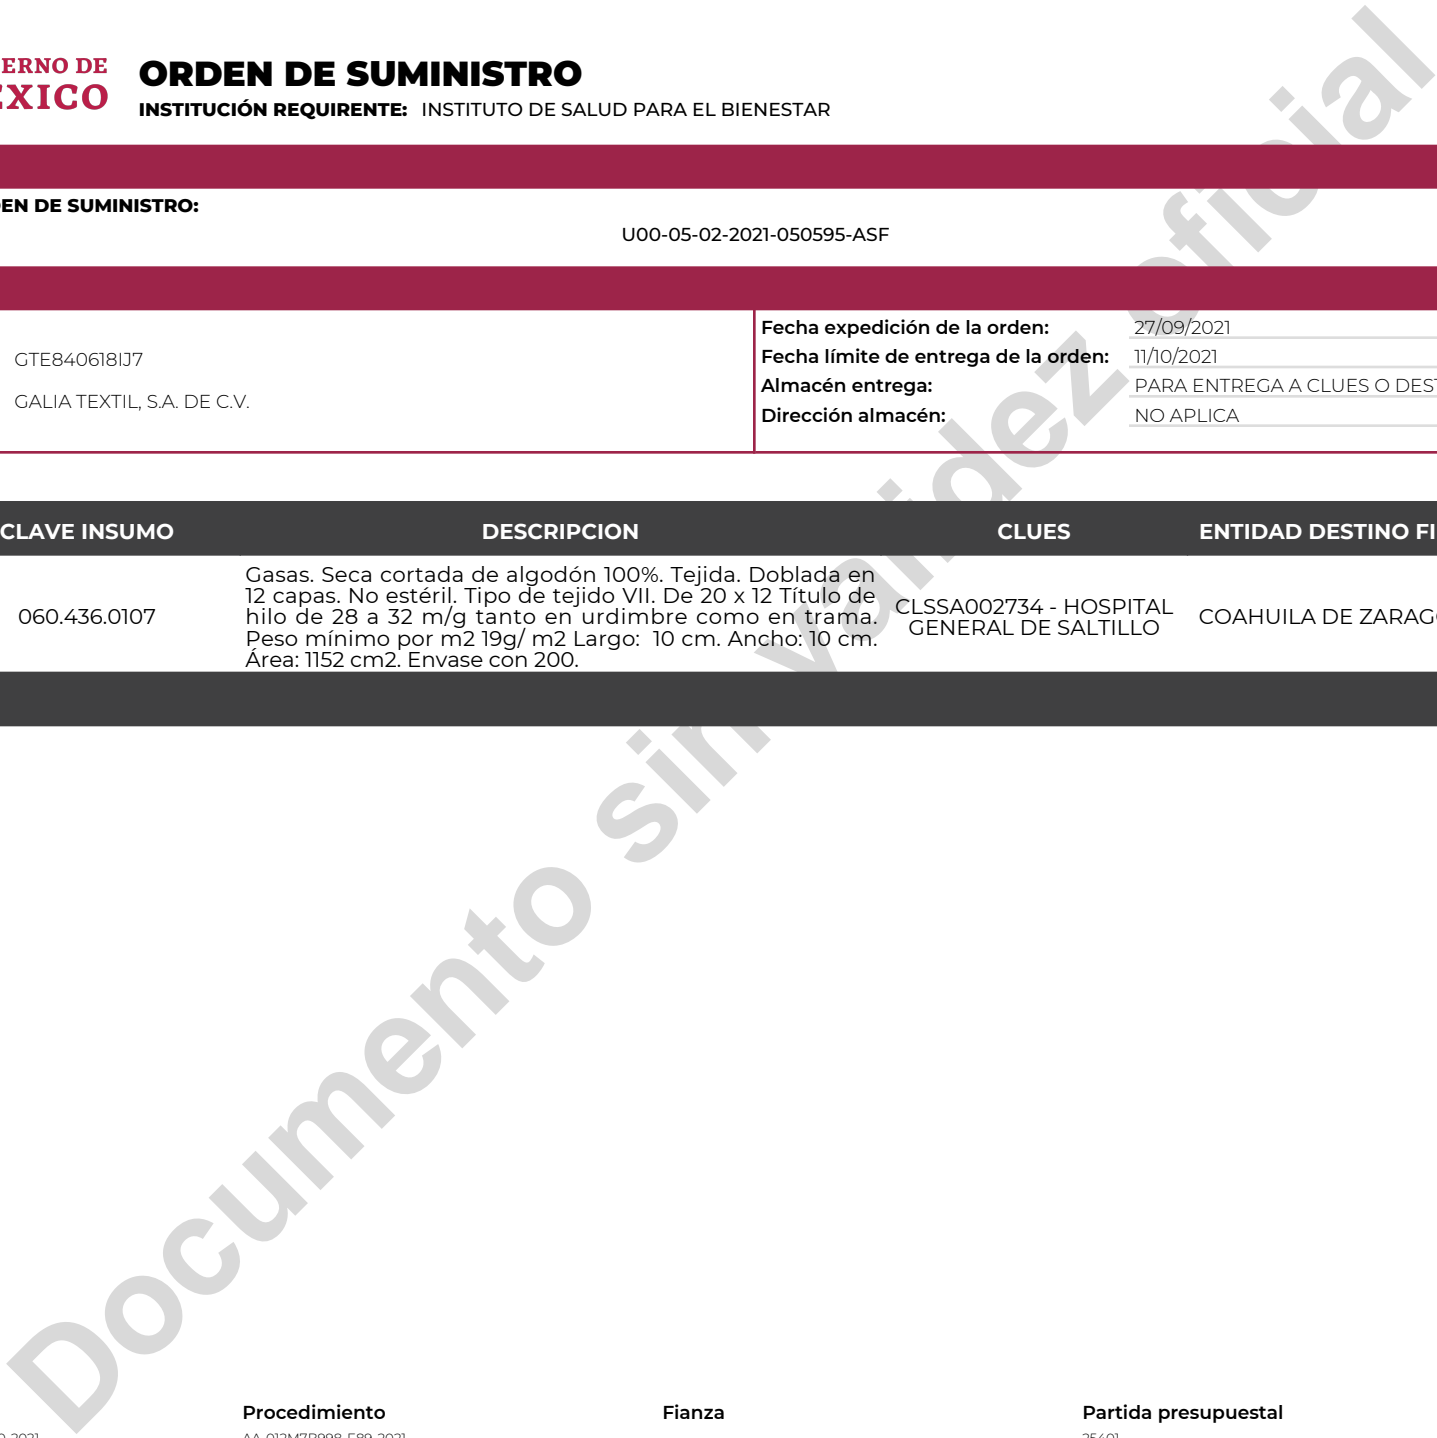 ERNO DE
EXICO
ORDEN DE SUMINISTRO
INSTITUCIÓN REQUIRENTE: INSTITUTO DE SALUD PARA EL BIENESTAR
EN DE SUMINISTRO:
U00-05-02-2021-050595-ASF
GTE840618IJ7
GALIA TEXTIL, S.A. DE C.V.
Fecha expedición de la orden: 27/09/2021
Fecha límite de entrega de la orden: 11/10/2021
Almacén entrega: PARA ENTREGA A CLUES O DEST
Dirección almacén: NO APLICA
CLAVE INSUMO DESCRIPCION CLUES ENTIDAD DESTINO FI
060.436.0107
Gasas. Seca cortada de algodón 100%. Tejida. Doblada en
12 capas. No estéril. Tipo de tejido VII. De 20 x 12 Título de
hilo de 28 a 32 m/g tanto en urdimbre como en trama.
Peso mínimo por m2 19g/ m2 Largo: 10 cm. Ancho: 10 cm.
Área: 1152 cm2. Envase con 200.
CLSSA002734 - HOSPITAL
GENERAL DE SALTILLO
COAHUILA DE ZARAG
Documento sin validez oficial
Procedimiento Fianza Partida presupuestal